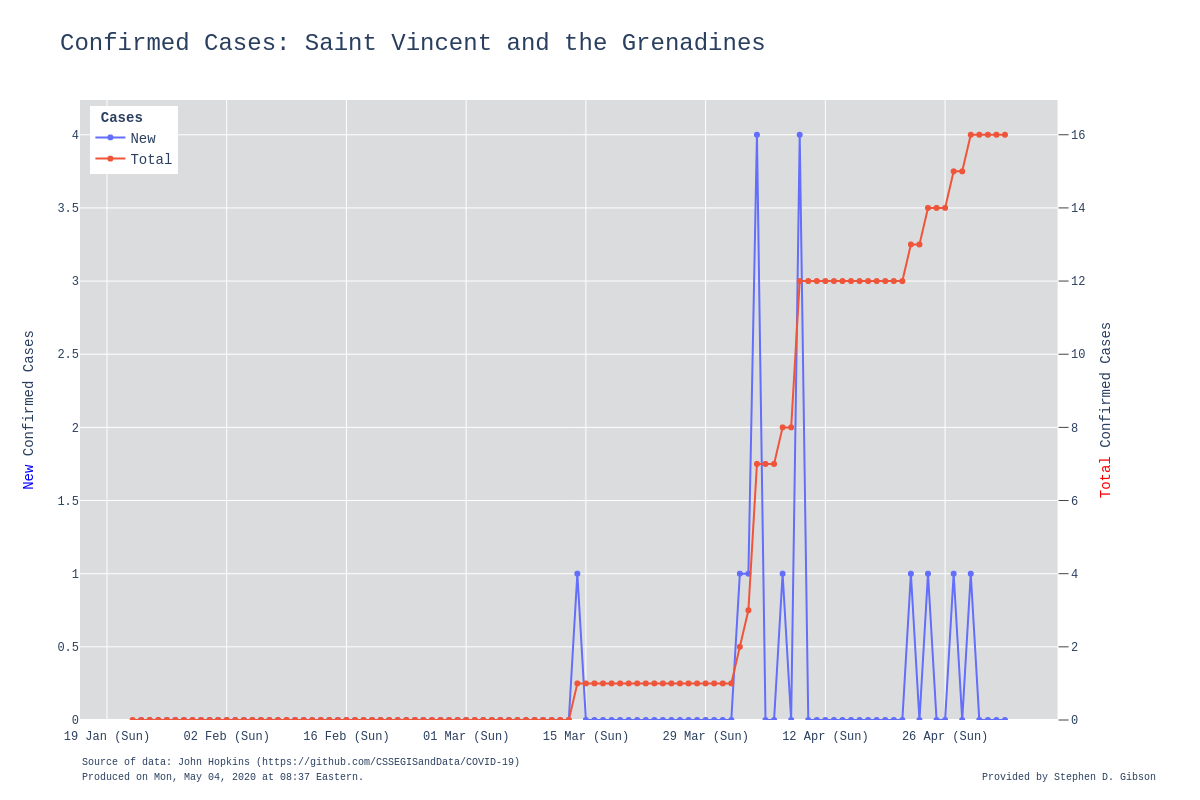 Confirmed Cases: Saint Vincent and the Grenadines
Cases
New
Total
4
3.5
3
2.5
2
1.5
1
0.5
0
New Confirmed Cases
16
14
12
10
8
6
4
2
0
Total Confirmed Cases
19 Jan (Sun) 02 Feb (Sun) 16 Feb (Sun) 01 Mar (Sun) 15 Mar (Sun) 29 Mar (Sun) 12 Apr (Sun) 26 Apr (Sun)
Source of data: John Hopkins (https://github.com/CSSEGISandData/COVID-19)
Produced on Mon, May 04, 2020 at 08:37 Eastern.
Provided by Stephen D. Gibson